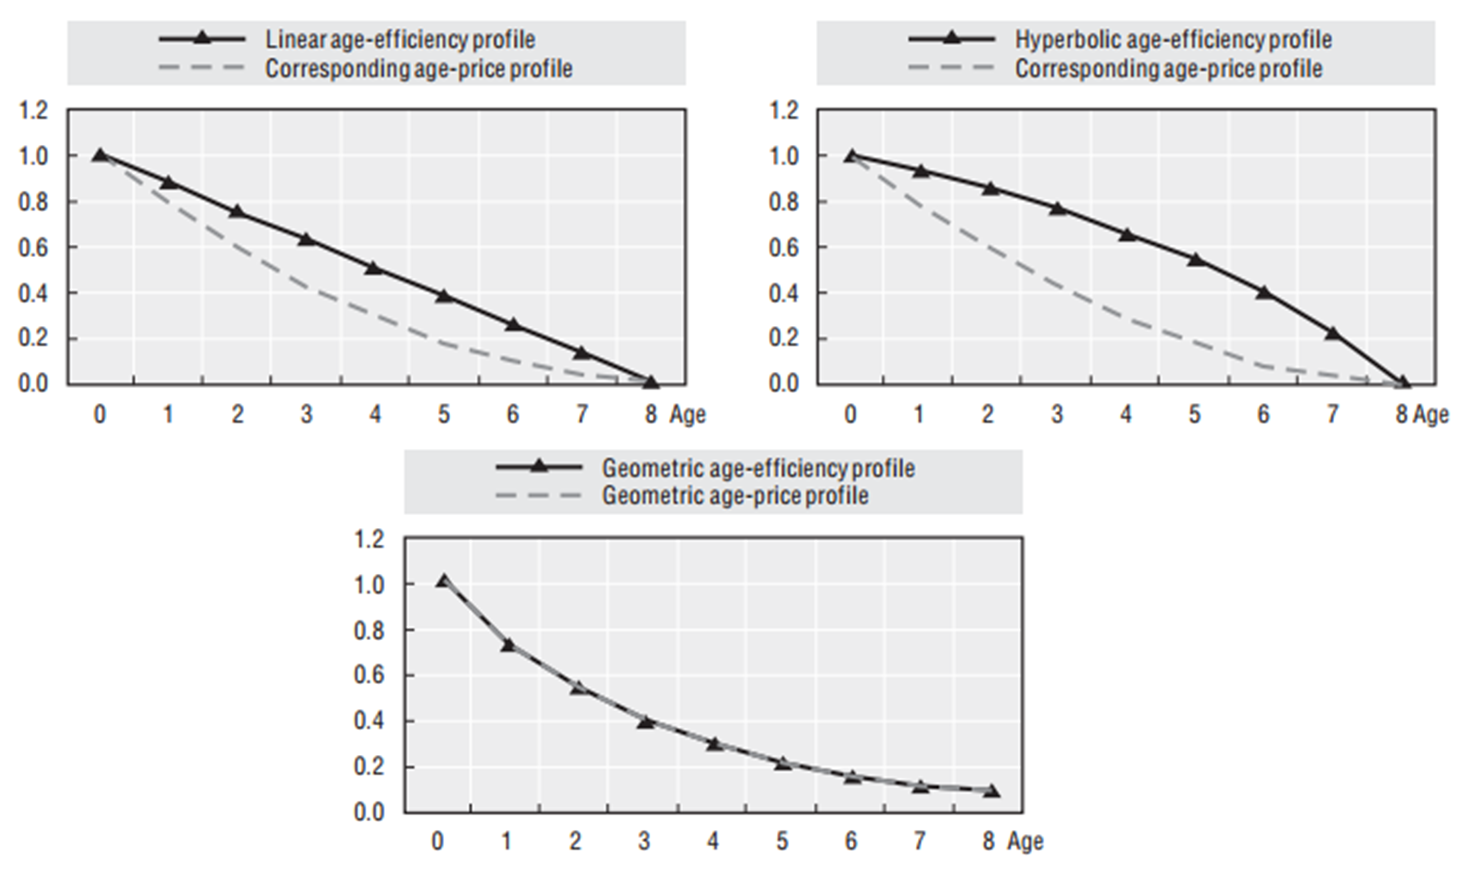 Linear age-efficiency profile
Corresponding age-price profile
1.2
1.0
0.8
0.6
0.4
0.2
0.0
0 1 2 3 4 5 6 7 8 Age
Hyperbolic age-efficiency profile
Corresponding age-price profile
1.2
1.0
0.8
0.6
0.4
0.2
0.0
0 1 2 3 4 5 6 7 8 Age
Geometric age-efficiency profile
Geometric age-price profile
1.2
1.0
0.8
0.6
0.4
0.2
0.0
0 1 2 3 4 5 6 7 8 Age